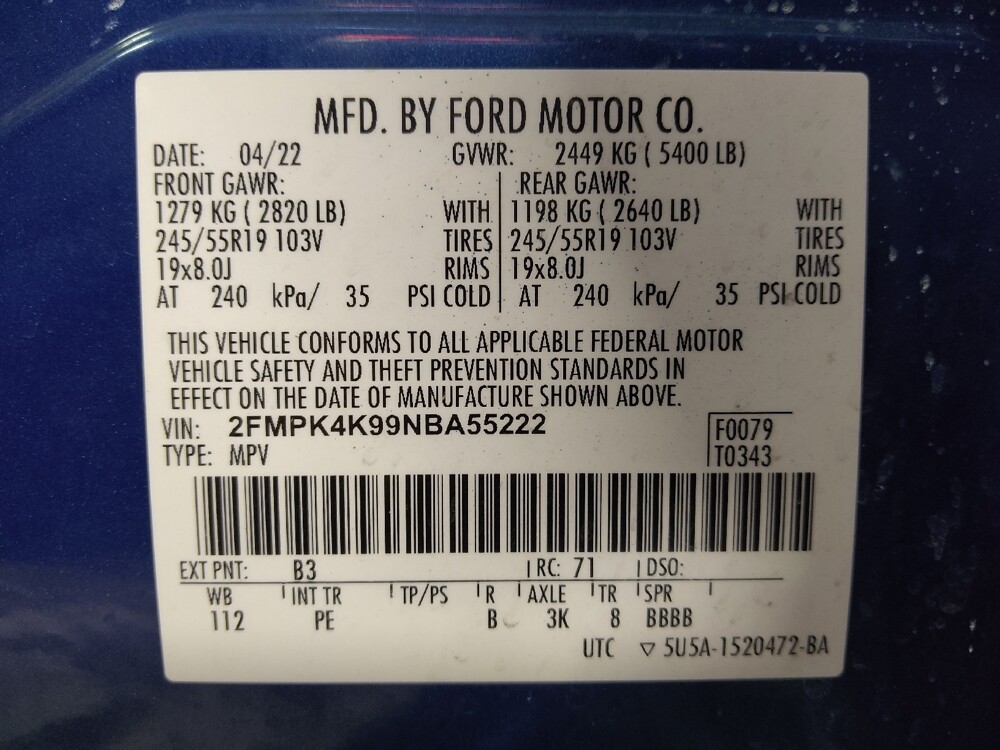 MFD. BY FORD MOTOR CO.
DATE: 04/22 GVWR: 2449 KG ( 5400 LB)
FRONT GAWR: REAR GAWR:
1279 KG ( 2820 LB) WITH 1198 KG ( 2640 LB) WITH
245/55R19 103V TIRES 245/55R19 103V TIRES
19x8.0J RIMS 19x8.0J RIMS
AT 240 kPa/ 35 PSI COLD AT 240 kPa/ 35 PSI COLD
THIS VEHICLE CONFORMS TO ALL APPLICABLE FEDERAL MOTOR
VEHICLE SAFETY AND THEFT PREVENTION STANDARDS IN
EFFECT ON THE DATE OF MANUFACTURE SHOWN ABOVE.
VIN: 2FMPK4K99NBA55222 F0079
TYPE: MPV T0343
EXT PNT: B3 RC: 71 DSO:
WB INT TR TP/PS R AXLE TR SPR
112 PE B 3K 8 BBBB
UTC ▽ 5U5A-1520472-BA